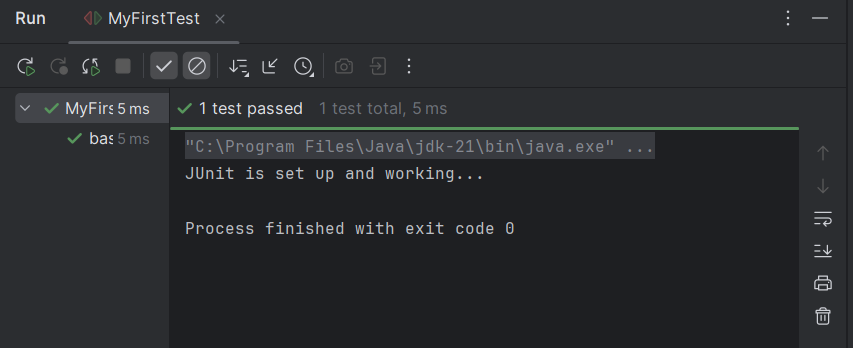 Run MyFirstTest
MyFirs 5 ms
bas 5 ms
1 test passed 1 test total, 5 ms
"C:\Program Files\Java\jdk-21\bin\java.exe" ...
JUnit is set up and working...
Process finished with exit code 0